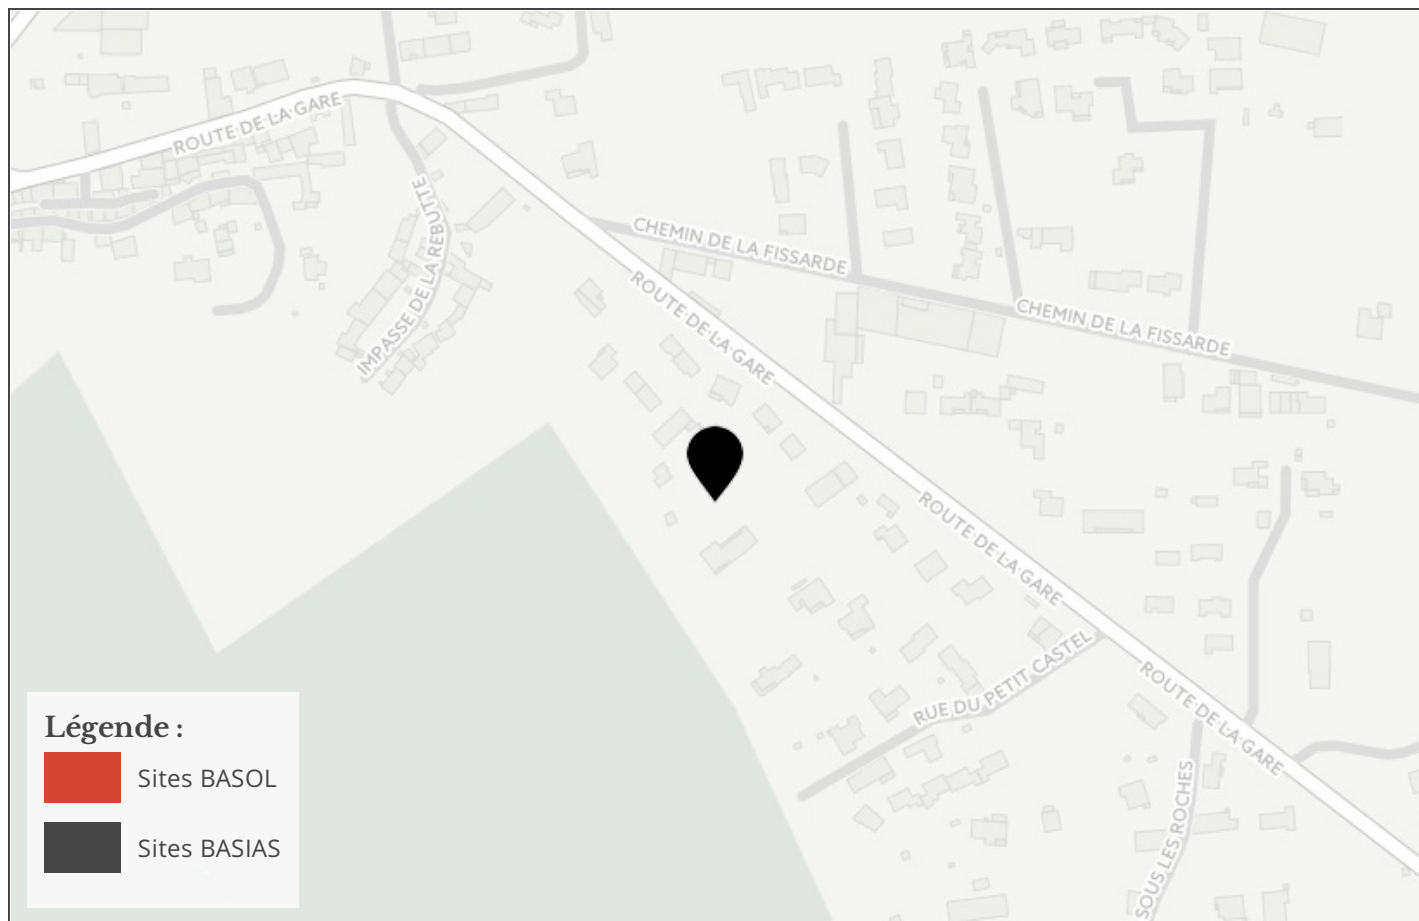 ROUTE DE LA GARE
IMPASSE DE LA REBUTTE
CHEMIN DE LA FISSARDE
ROUTE DE LA GARE
CHEMIN DE LA FISSARDE
ROUTE DE LA GARE
RUE DU PETIT CASTEL
ROUTE DE LA GARE
SOUS LES ROCHES
Légende :
Sites BASOL
Sites BASIAS